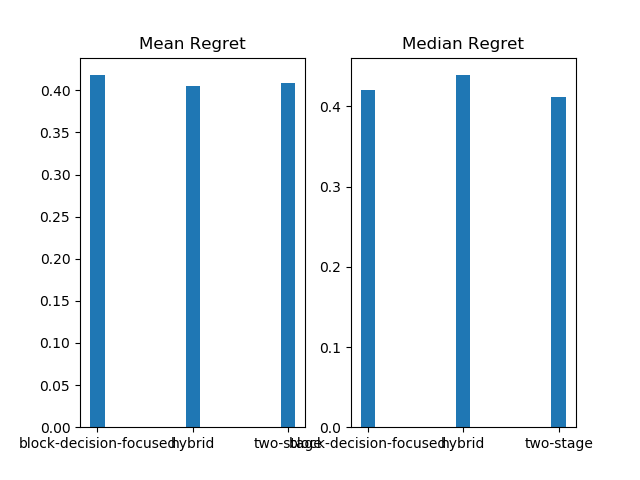 Mean Regret
0.40
0.35
0.30
0.25
0.20
0.15
0.10
0.05
0.00
block-decision-focused
hybrid
two-stage
Median Regret
0.4
0.3
0.2
0.1
0.0
block-decision-focused
hybrid
two-stage